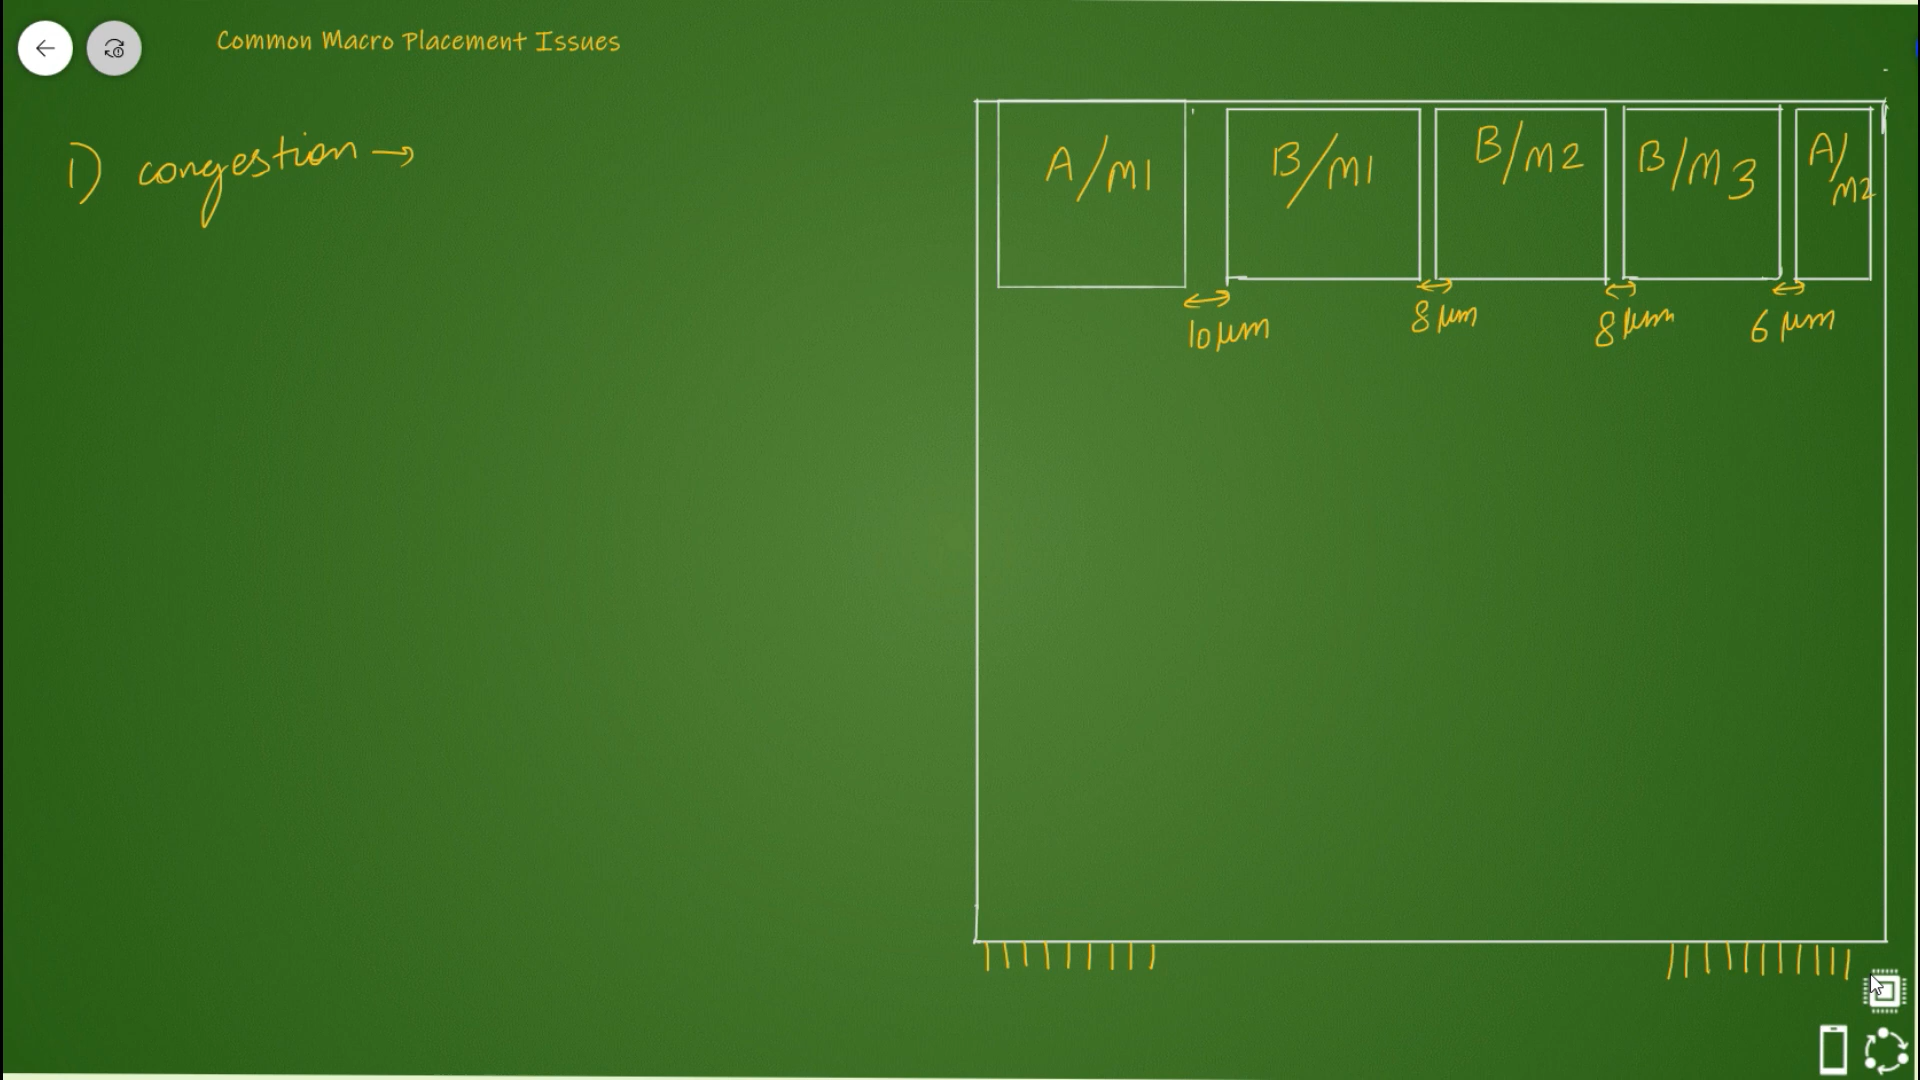 Common Macro Placement Issues
1) congestion →
A/m1
B/m1
B/m2
B/m3
A/
m2
10 μm
8 μm
8 μm
6 μm